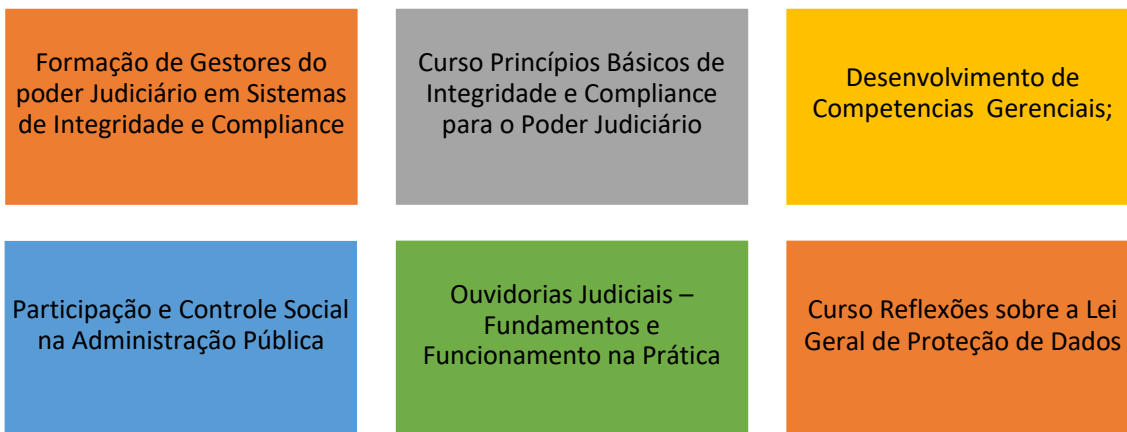 Formação de Gestores do
poder Judiciário em Sistemas
de Integridade e Compliance
Curso Princípios Básicos de
Integridade e Compliance
para o Poder Judiciário
Desenvolvimento de
Competencias Gerenciais;
Participação e Controle Social
na Administração Pública
Ouvidorias Judiciais –
Fundamentos e
Funcionamento na Prática
Curso Reflexões sobre a Lei
Geral de Proteção de Dados